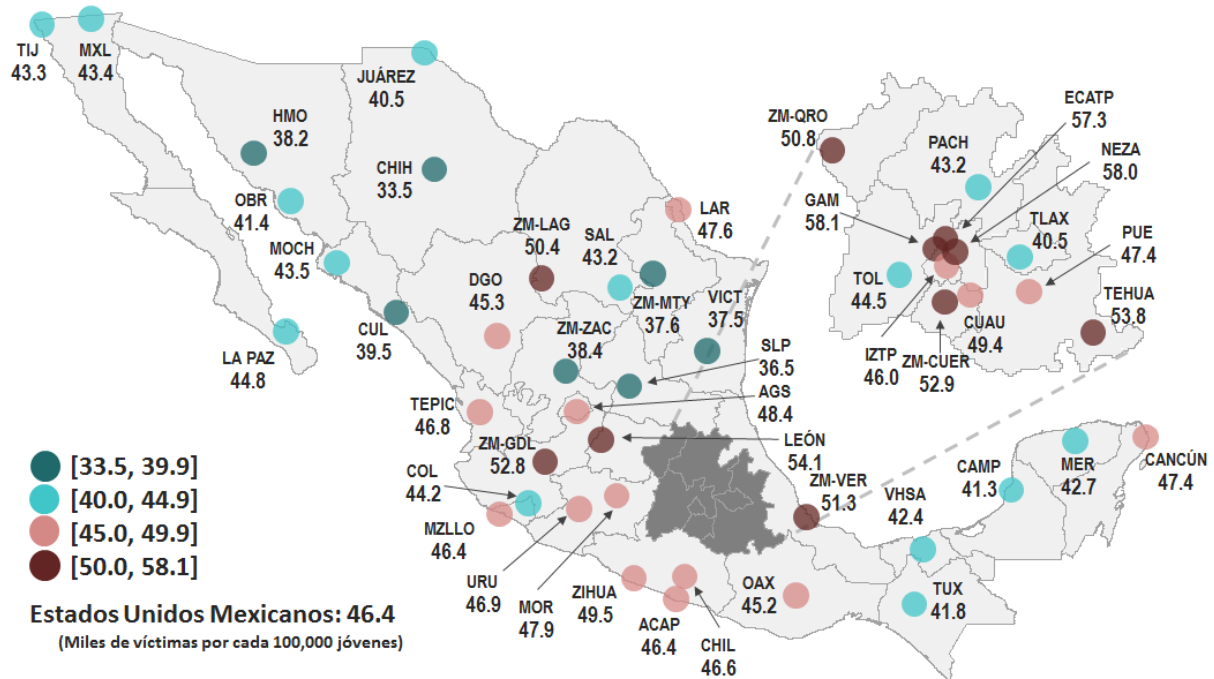 TIJ
43.3
MXL
43.4
JUÁREZ
40.5
HMO
38.2
CHIH
33.5
OBR
41.4
MOCH
43.5
CUL
39.5
LA PAZ
44.8
ZM-LAG
50.4
DGO
45.3
SAL
43.2
LAR
47.6
ZM-MTY
37.6
VICT
37.5
ZM-ZAC
38.4
SLP
36.5
AGS
48.4
TEPIC
46.8
ZM-GDL
52.8
LEÓN
54.1
COL
44.2
MZLLO
46.4
URU
46.9
MOR
47.9
ZIHUA
49.5
ACAP
46.4
CHIL
46.6
OAX
45.2
ZM-VER
51.3
VHSA
42.4
TUX
41.8
CAMP
41.3
MER
42.7
CANCÚN
47.4
ZM-QRO
50.8
PACH
43.2
ECATP
57.3
NEZA
58.0
GAM
58.1
TLAX
40.5
PUE
47.4
TOL
44.5
IZTP
46.0
ZM-CUER
52.9
CUAU
49.4
TEHUA
53.8
[33.5, 39.9]
[40.0, 44.9]
[45.0, 49.9]
[50.0, 58.1]
Estados Unidos Mexicanos: 46.4
(Miles de víctimas por cada 100,000 jóvenes)